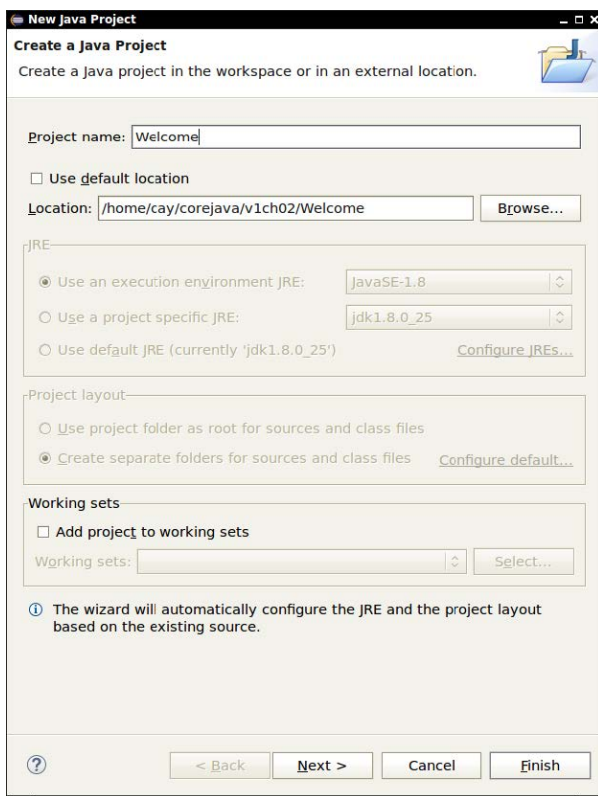 New Java Project
Create a Java Project
Create a Java project in the workspace or in an external location.
Project name: Welcome
Use default location
Location: /home/cay/corejava/v1ch02/Welcome Browse...
JRE
Use an execution environment JRE: JavaSE-1.8
Use a project specific JRE: jdk1.8.0_25
Use default JRE (currently 'jdk1.8.0_25') Configure JREs...
Project layout
Use project folder as root for sources and class files
Create separate folders for sources and class files Configure default...
Working sets
Add project to working sets
Working sets: Select...
The wizard will automatically configure the JRE and the project layout
based on the existing source.
< Back Next > Cancel Finish